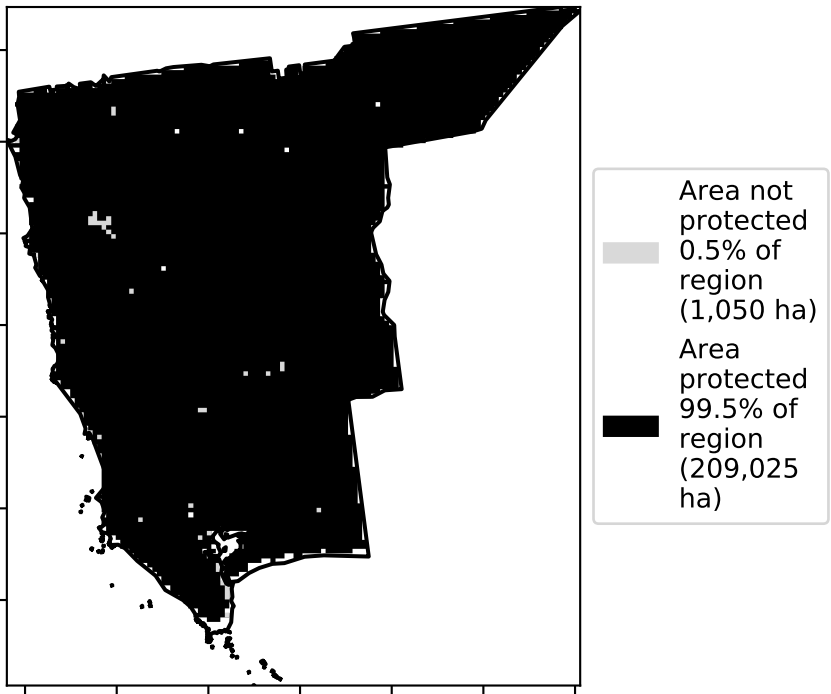 Area not
protected
0.5% of
region
(1,050 ha)
Area
protected
99.5% of
region
(209,025
ha)